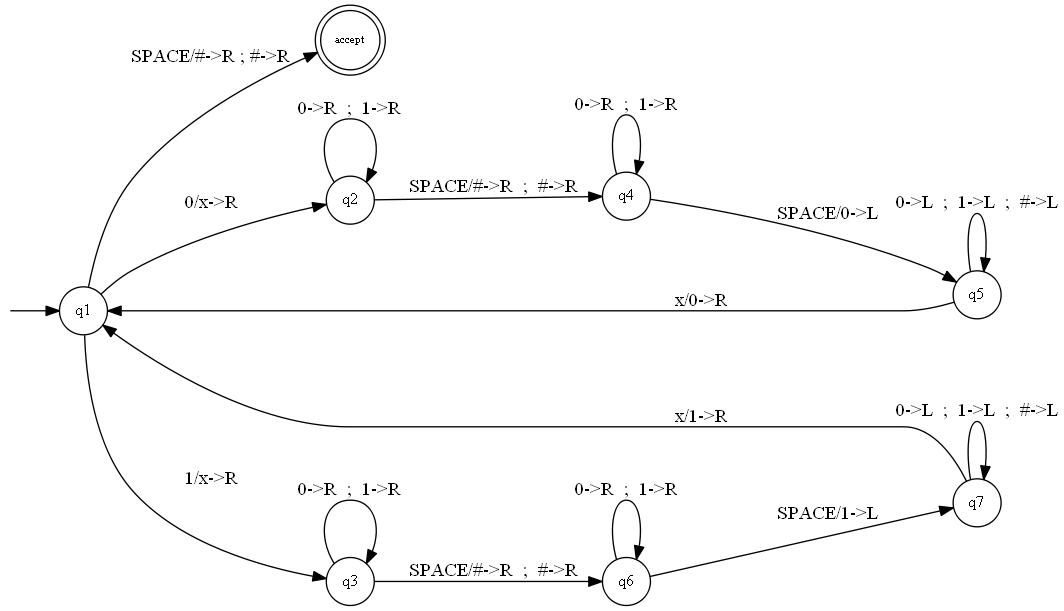 accept
SPACE/#->R ; #->R
0->R ; 1->R
0->R ; 1->R
SPACE/#->R ; #->R
q2
q4
0/x->R
SPACE/0->L
0->L ; 1->L ; #->L
q5
q1
x/0->R
x/1->R
0->L ; 1->L ; #->L
1/x->R
0->R ; 1->R
0->R ; 1->R
SPACE/1->L
q7
SPACE/#->R ; #->R
q3
q6